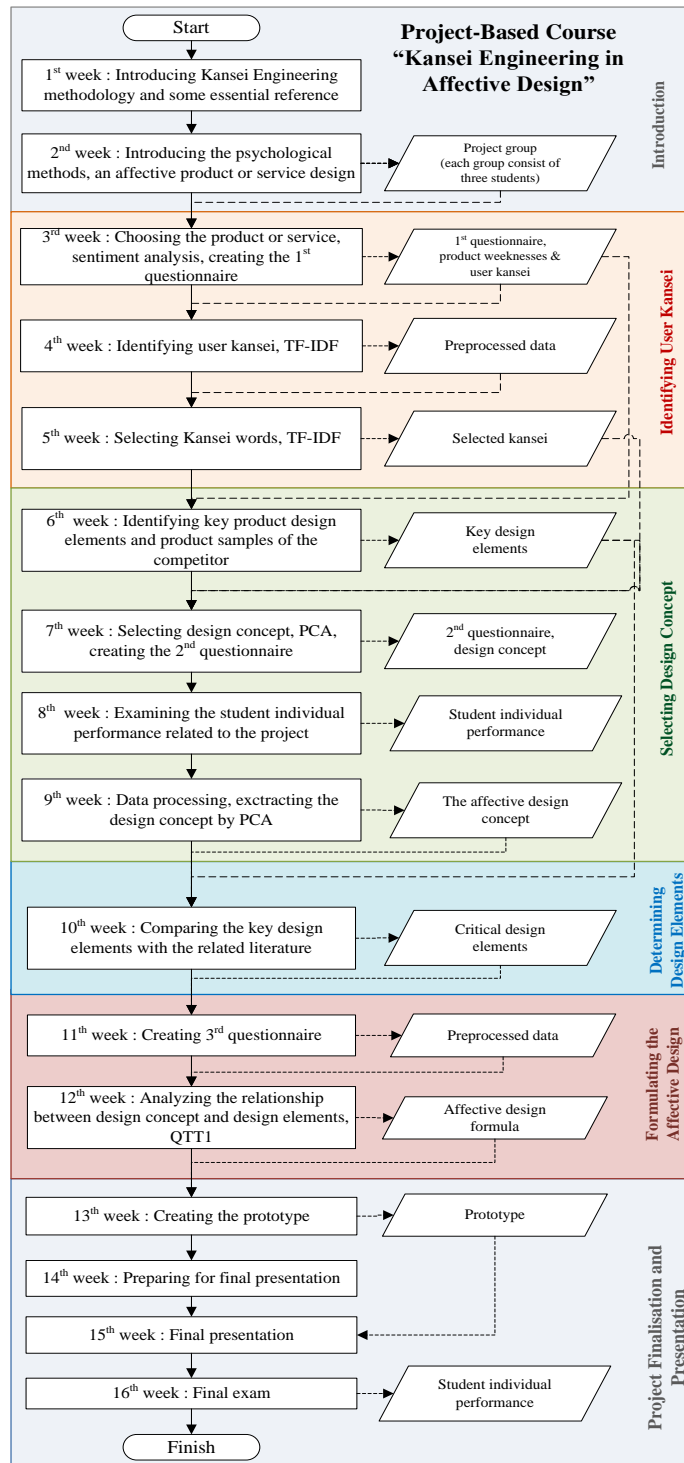 Start
Project-Based Course
“Kansei Engineering in
Affective Design”
1st week : Introducing Kansei Engineering
methodology and some essential reference
2nd week : Introducing the psychological
methods, an affective product or service design
Project group
(each group consist of
three students)
Introduction
3rd week : Choosing the product or service,
sentiment analysis, creating the 1st
questionnaire
1st questionnaire,
product weeknesses &
user kansei
4th week : Identifying user kansei, TF-IDF
Preprocessed data
5th week : Selecting Kansei words, TF-IDF
Selected kansei
Identifying User Kansei
6th week : Identifying key product design
elements and product samples of the
competitor
Key design
elements
7th week : Selecting design concept, PCA,
creating the 2nd questionnaire
2nd questionnaire,
design concept
8th week : Examining the student individual
performance related to the project
Student individual
performance
9th week : Data processing, exctracting the
design concept by PCA
The affective design
concept
Selecting Design Concept
10th week : Comparing the key design
elements with the related literature
Critical design
elements
Determining
Design Elements
11th week : Creating 3rd questionnaire
Preprocessed data
12th week : Analyzing the relationship
between design concept and design elements,
QTT1
Affective design
formula
Formulating the
Affective Design
13th week : Creating the prototype
Prototype
14th week : Preparing for final presentation
15th week : Final presentation
16th week : Final exam
Student individual
performance
Finish
Project Finalisation and
Presentation